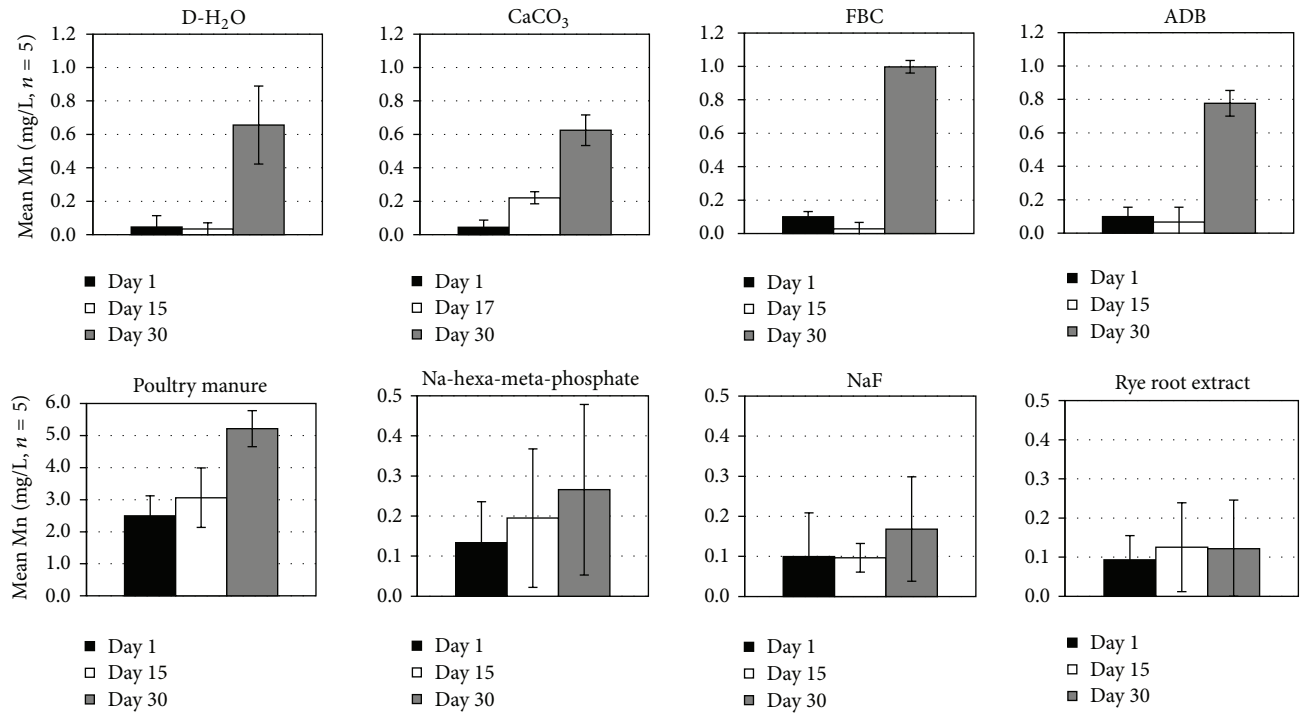 D-H₂O
CaCO₃
FBC
ADB
Mean Mn (mg/L, n = 5)
1.2
1.0
0.8
0.6
0.4
0.2
0.0
1.2
1.0
0.8
0.6
0.4
0.2
0.0
1.2
1.0
0.8
0.6
0.4
0.2
0.0
1.2
1.0
0.8
0.6
0.4
0.2
0.0
Day 1
Day 15
Day 30
Day 1
Day 17
Day 30
Day 1
Day 15
Day 30
Day 1
Day 15
Day 30
Poultry manure
Na-hexa-meta-phosphate
NaF
Rye root extract
Mean Mn (mg/L, n = 5)
6.0
5.0
4.0
3.0
2.0
1.0
0.0
0.5
0.4
0.3
0.2
0.1
0.0
0.5
0.4
0.3
0.2
0.1
0.0
0.5
0.4
0.3
0.2
0.1
0.0
Day 1
Day 15
Day 30
Day 1
Day 15
Day 30
Day 1
Day 15
Day 30
Day 1
Day 15
Day 30